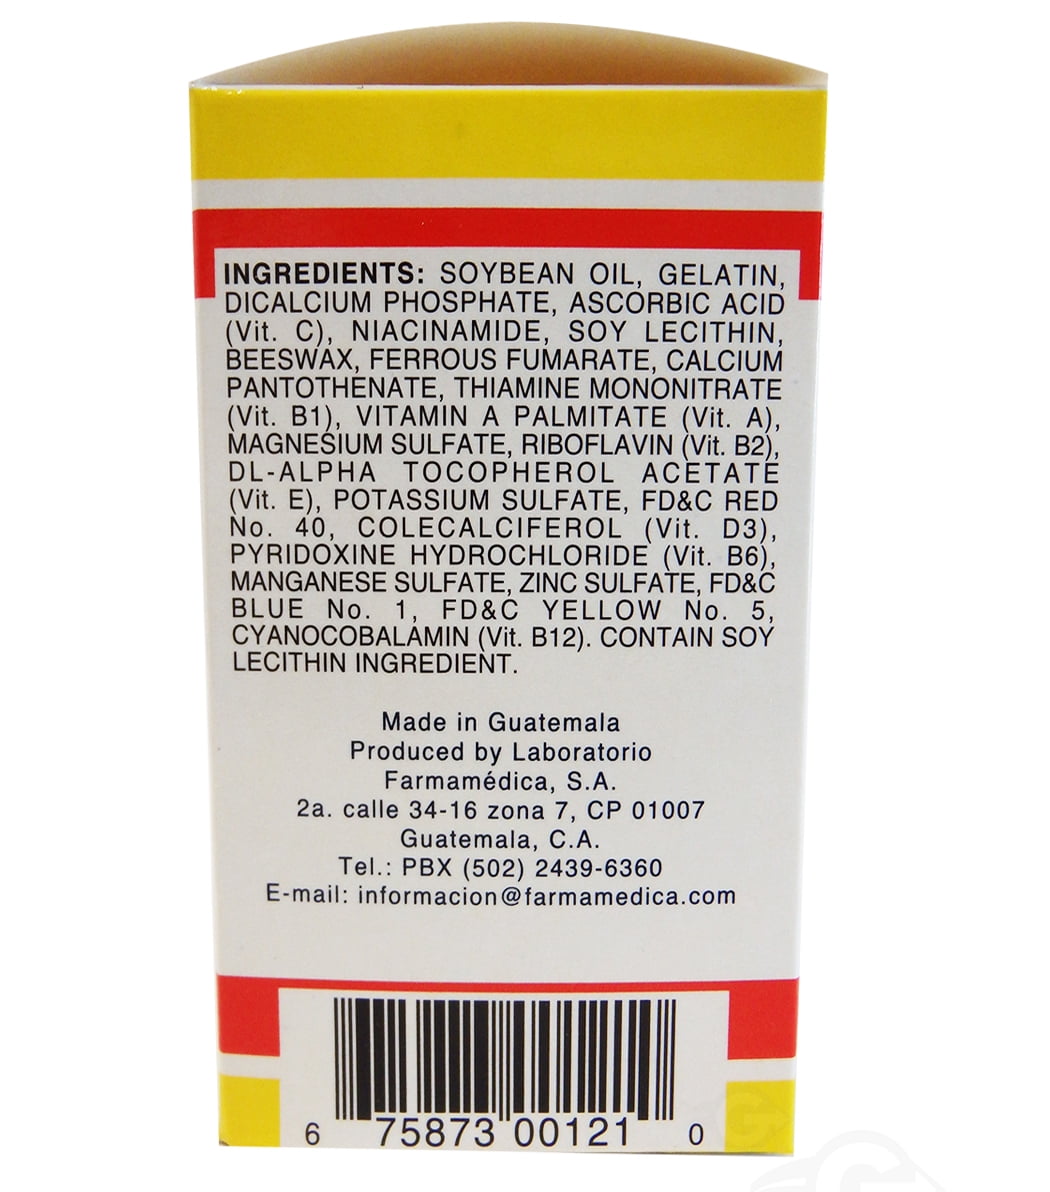 INGREDIENTS: SOYBEAN OIL, GELATIN,
DICALCIUM PHOSPHATE, ASCORBIC ACID
(Vit. C), NIACINAMIDE, SOY LECITHIN,
BEESWAX, FERROUS FUMARATE, CALCIUM
PANTOTHENATE, THIAMINE MONONITRATE
(Vit. B1), VITAMIN A PALMITATE (Vit. A),
MAGNESIUM SULFATE, RIBOFLAVIN (Vit. B2),
DL-ALPHA TOCOPHEROL ACETATE
(Vit. E), POTASSIUM SULFATE, FD&C RED
No. 40, COLECALCIFEROL (Vit. D3),
PYRIDOXINE HYDROCHLORIDE (Vit. B6),
MANGANESE SULFATE, ZINC SULFATE, FD&C
BLUE No. 1, FD&C YELLOW No. 5,
CYANOCOBALAMIN (Vit. B12). CONTAIN SOY
LECITHIN INGREDIENT.
Made in Guatemala
Produced by Laboratorio
Farmamédica, S.A.
2a. calle 34-16 zona 7, CP 01007
Guatemala, C.A.
Tel.: PBX (502) 2439-6360
E-mail: informacion@farmamedica.com
6 75873 00121 0